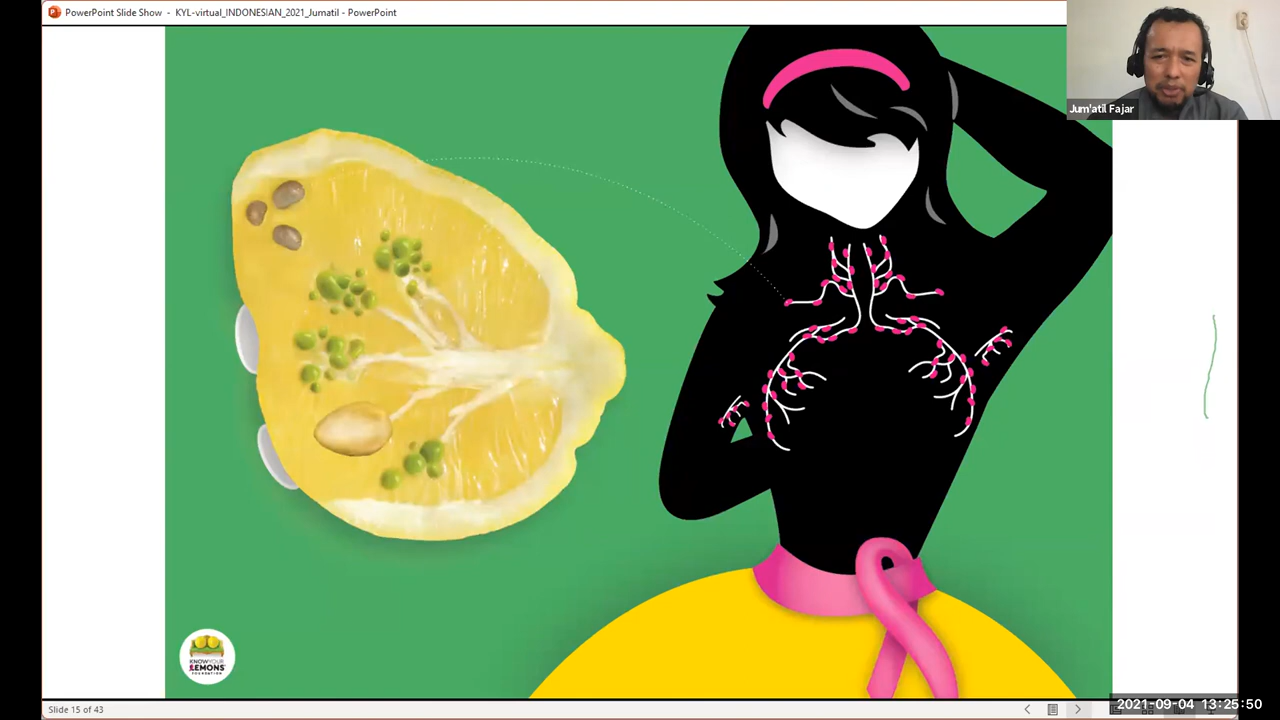 PowerPoint Slide Show - KYL-virtual_INDONESIAN_2021_Jumatil - PowerPoint
Jum'atil Fajar
KNOW YOUR
LEMONS
FOUNDATION
Slide 15 of 43
2021-09-04 13:25:50